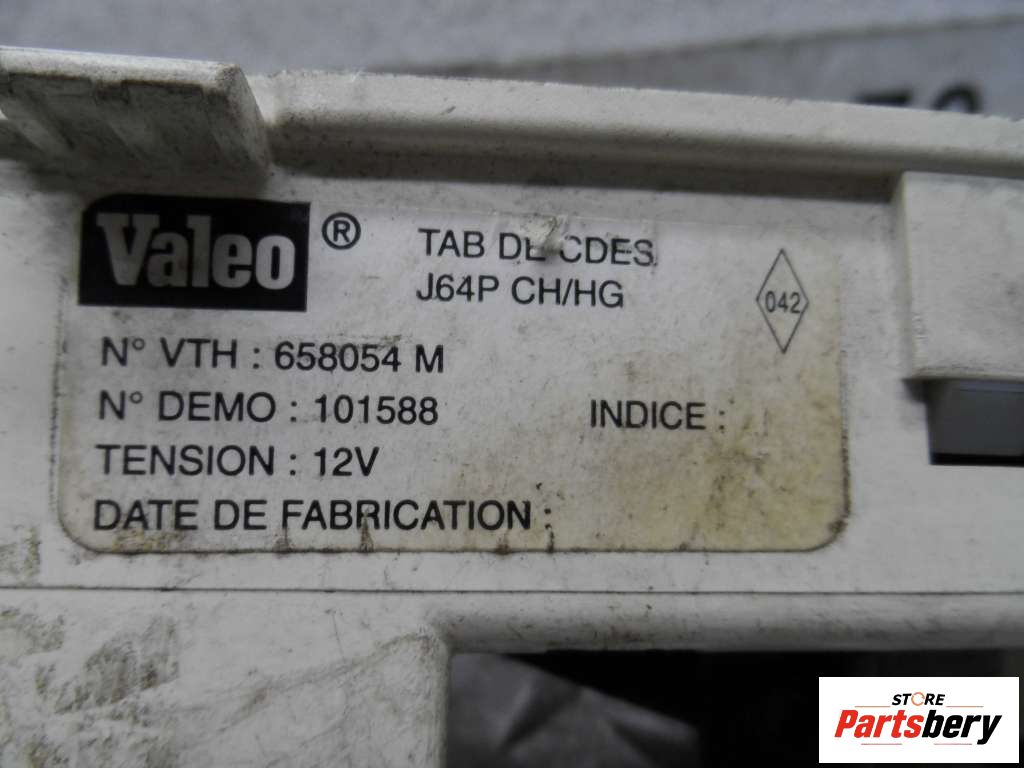 Valeo ® TAB DE CDES
J64P CH/HG
042
N° VTH : 658054 M
N° DEMO : 101588 INDICE :
TENSION : 12V
DATE DE FABRICATION :
STORE
Partsbery